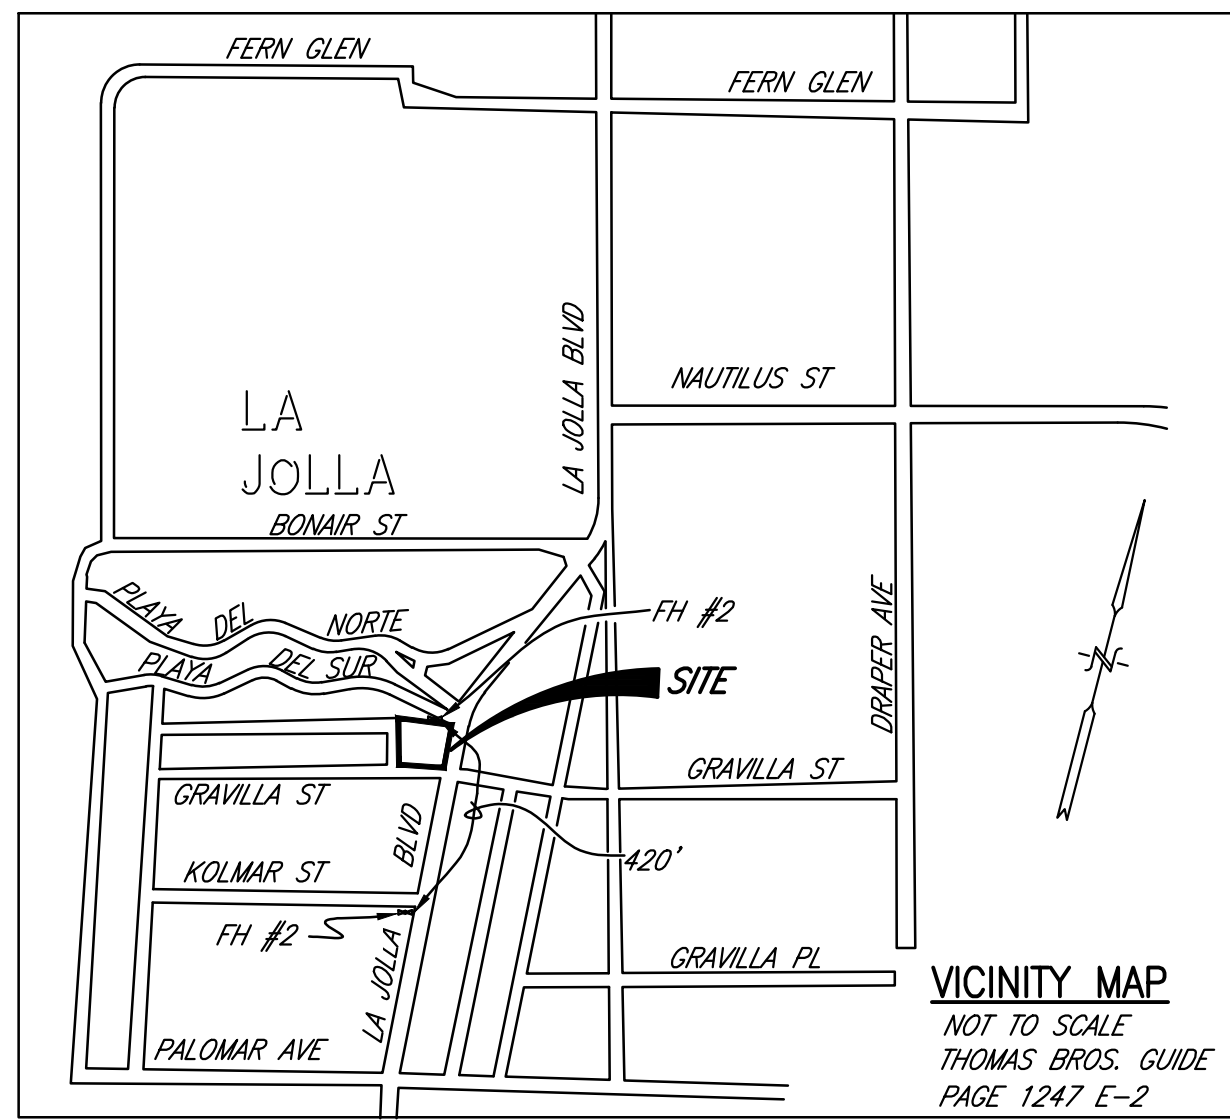 FERN GLEN
FERN GLEN
LA JOLLA BLVD
NAUTILUS ST
LA
JOLLA
BONAIR ST
PLAYA DEL NORTE
FH #2
PLAYA DEL SUR
SITE
DRAPER AVE
GRAVILLA ST
GRAVILLA ST
BLVD
420'
KOLMAR ST
FH #2
LA JOLLA
GRAVILLA PL
PALOMAR AVE
N
VICINITY MAP
NOT TO SCALE
THOMAS BROS. GUIDE
PAGE 1247 E-2